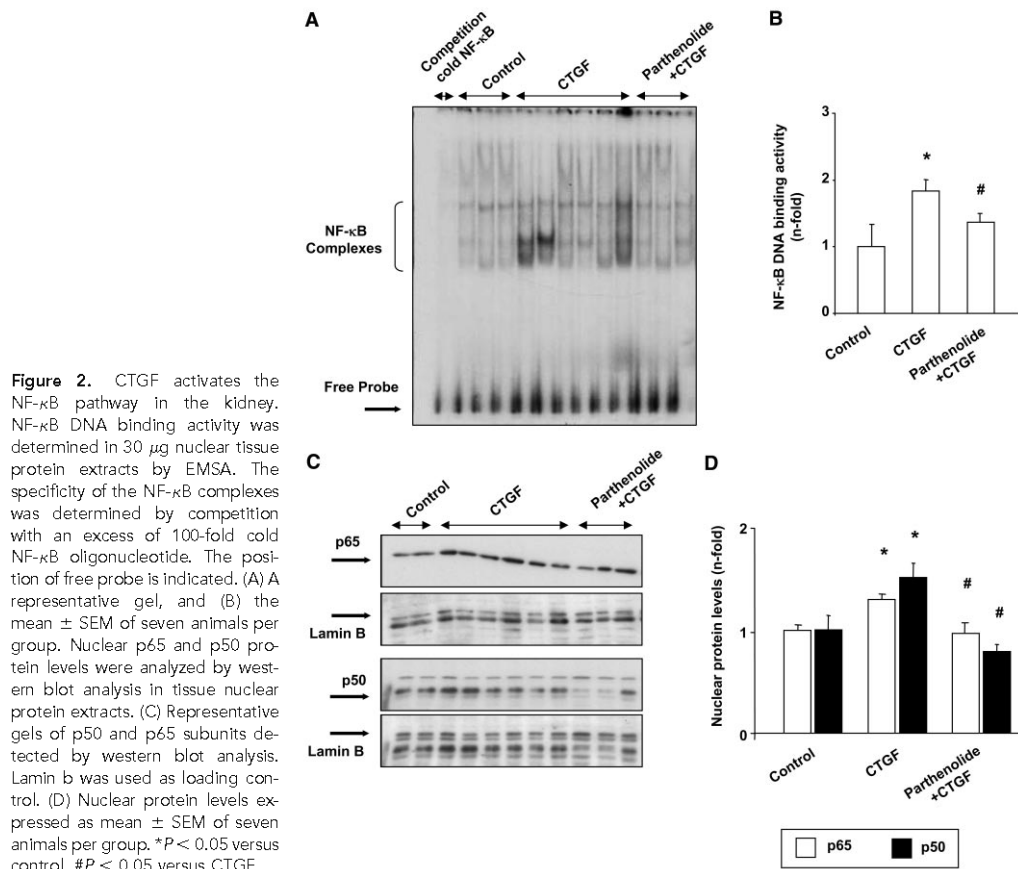 A
Competition
cold NF-κB
Control
CTGF
Parthenolide
+CTGF
NF-κB
Complexes
Free Probe
B
NF-κB DNA binding activity
(n-fold)
3
2
1
0
*
#
Control
CTGF
Parthenolide
+CTGF
Figure 2. CTGF activates the
NF-κB pathway in the kidney.
NF-κB DNA binding activity was
determined in 30 μg nuclear tissue
protein extracts by EMSA. The
specificity of the NF-κB complexes
was determined by competition
with an excess of 100-fold cold
NF-κB oligonucleotide. The posi-
tion of free probe is indicated. (A) A
representative gel, and (B) the
mean ± SEM of seven animals per
group. Nuclear p65 and p50 pro-
tein levels were analyzed by west-
ern blot analysis in tissue nuclear
protein extracts. (C) Representative
gels of p50 and p65 subunits de-
tected by western blot analysis.
Lamin b was used as loading con-
trol. (D) Nuclear protein levels ex-
pressed as mean ± SEM of seven
animals per group. *P < 0.05 versus
control, #P < 0.05 versus CTGF.
C
Control
CTGF
Parthenolide
+CTGF
p65
Lamin B
p50
Lamin B
D
Nuclear protein levels (n-fold)
2
1
0
*
*
#
#
Control
CTGF
Parthenolide
+CTGF
p65
p50